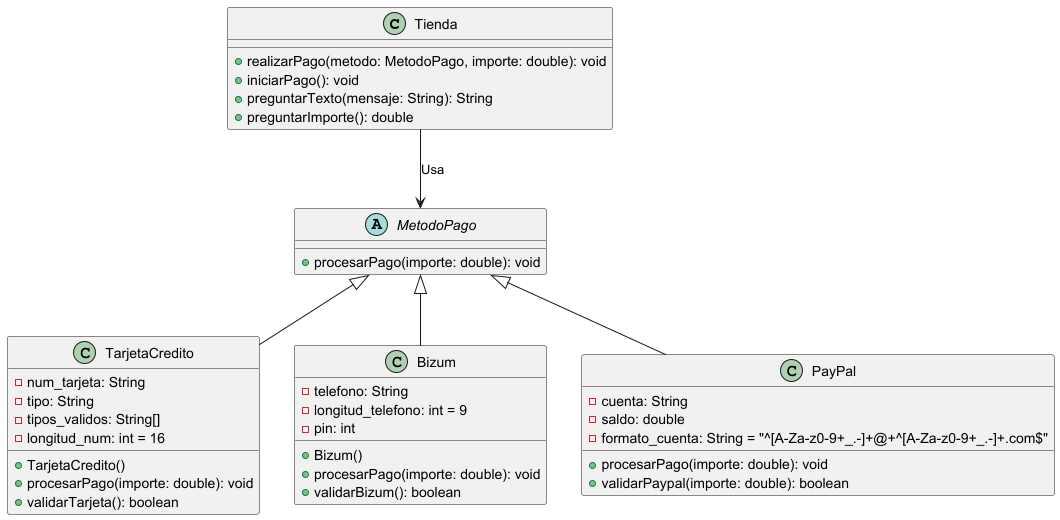 C Tienda
realizarPago(metodo: MetodoPago, importe: double): void
iniciarPago(): void
preguntarTexto(mensaje: String): String
preguntarImporte(): double
Usa
A MetodoPago
procesarPago(importe: double): void
C TarjetaCredito
num_tarjeta: String
tipo: String
tipos_validos: String[]
longitud_num: int = 16
TarjetaCredito()
procesarPago(importe: double): void
validarTarjeta(): boolean
C Bizum
telefono: String
longitud_telefono: int = 9
pin: int
Bizum()
procesarPago(importe: double): void
validarBizum(): boolean
C PayPal
cuenta: String
saldo: double
formato_cuenta: String = "^[A-Za-z0-9+_.-]+@+^[A-Za-z0-9+_.-]+.com$"
procesarPago(importe: double): void
validarPaypal(importe: double): boolean